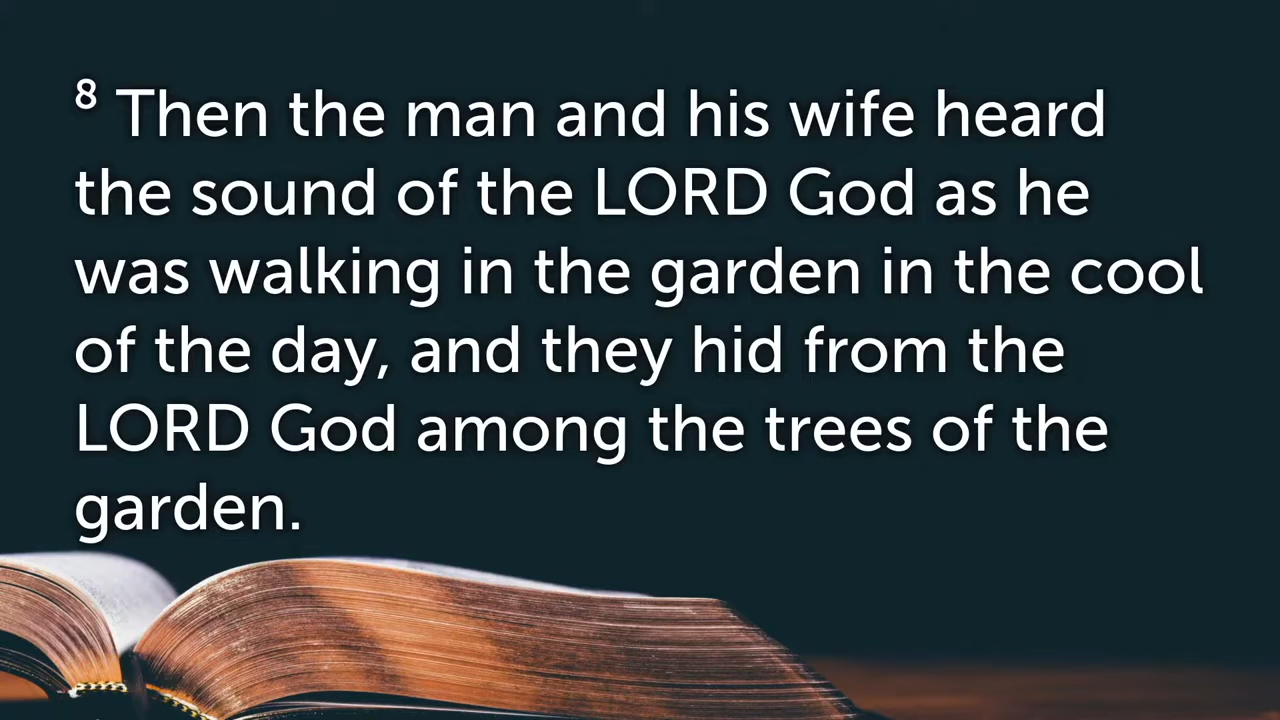 8 Then the man and his wife heard
the sound of the LORD God as he
was walking in the garden in the cool
of the day, and they hid from the
LORD God among the trees of the
garden.